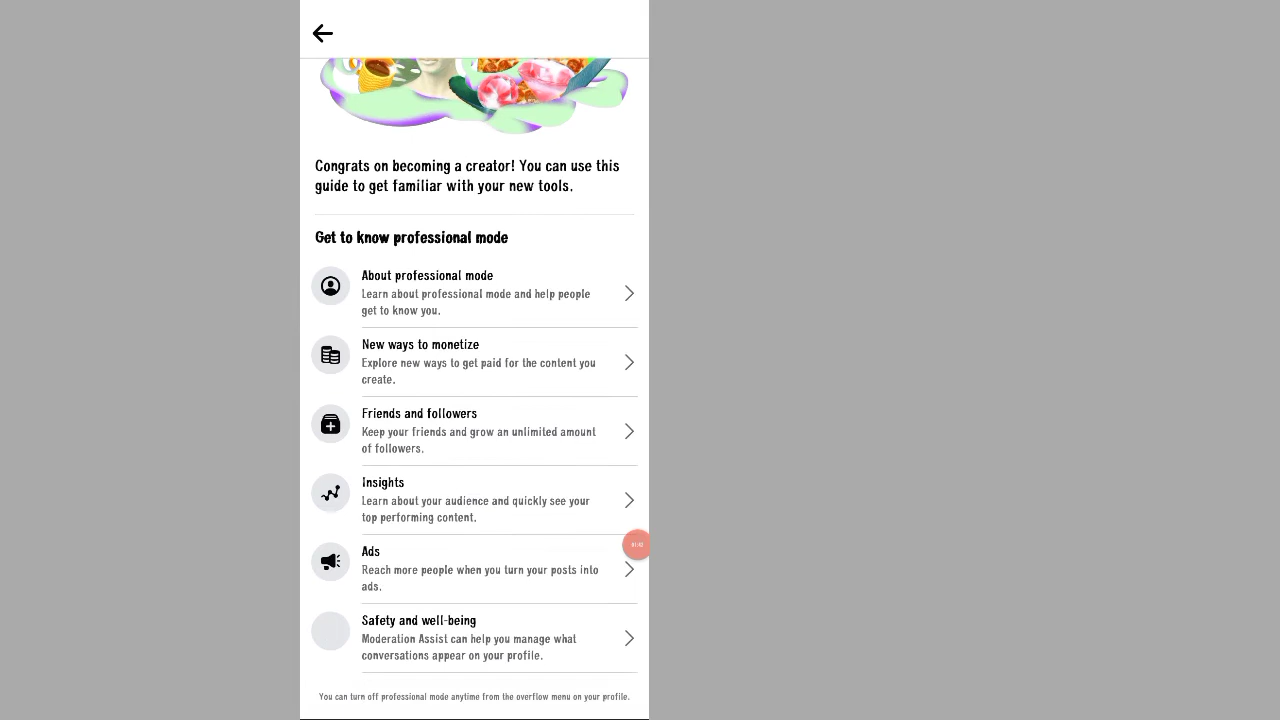 Congrats on becoming a creator! You can use this
guide to get familiar with your new tools.
Get to know professional mode
About professional mode
Learn about professional mode and help people
get to know you.
New ways to monetize
Explore new ways to get paid for the content you
create.
Friends and followers
Keep your friends and grow an unlimited amount
of followers.
Insights
Learn about your audience and quickly see your
top performing content.
Ads
Reach more people when you turn your posts into
ads.
Safety and well-being
Moderation Assist can help you manage what
conversations appear on your profile.
You can turn off professional mode anytime from the overflow menu on your profile.